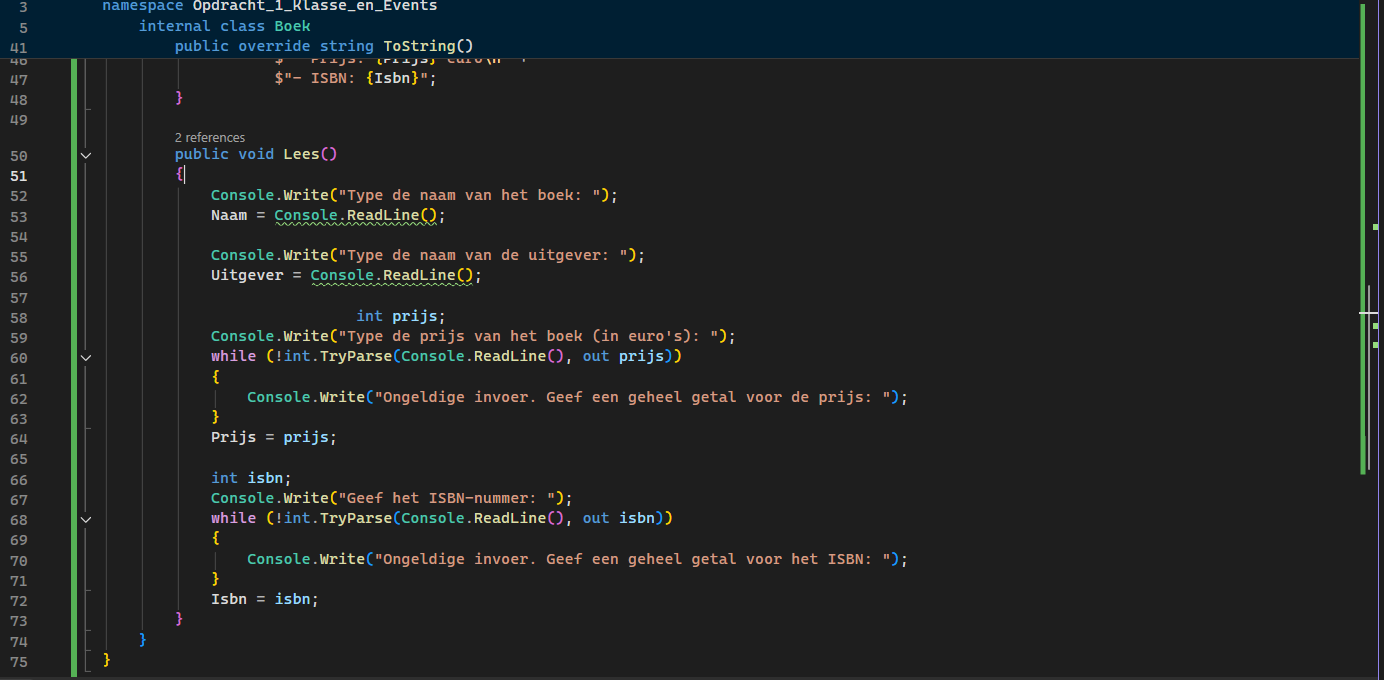 3 namespace Opdracht_1_Klasse_en_Events
5 internal class Boek
41 public override string ToString()
46 $"- Prijs: {Prijs} euro\n" +
47 $"- ISBN: {Isbn}";
48 }
49
2 references
50 public void Lees()
51 {
52 Console.Write("Type de naam van het boek: ");
53 Naam = Console.ReadLine();
54
55 Console.Write("Type de naam van de uitgever: ");
56 Uitgever = Console.ReadLine();
57
58 int prijs;
59 Console.Write("Type de prijs van het boek (in euro's): ");
60 while (!int.TryParse(Console.ReadLine(), out prijs))
61 {
62 Console.Write("Ongeldige invoer. Geef een geheel getal voor de prijs: ");
63 }
64 Prijs = prijs;
65
66 int isbn;
67 Console.Write("Geef het ISBN-nummer: ");
68 while (!int.TryParse(Console.ReadLine(), out isbn))
69 {
70 Console.Write("Ongeldige invoer. Geef een geheel getal voor het ISBN: ");
71 }
72 Isbn = isbn;
73 }
74 }
75 }